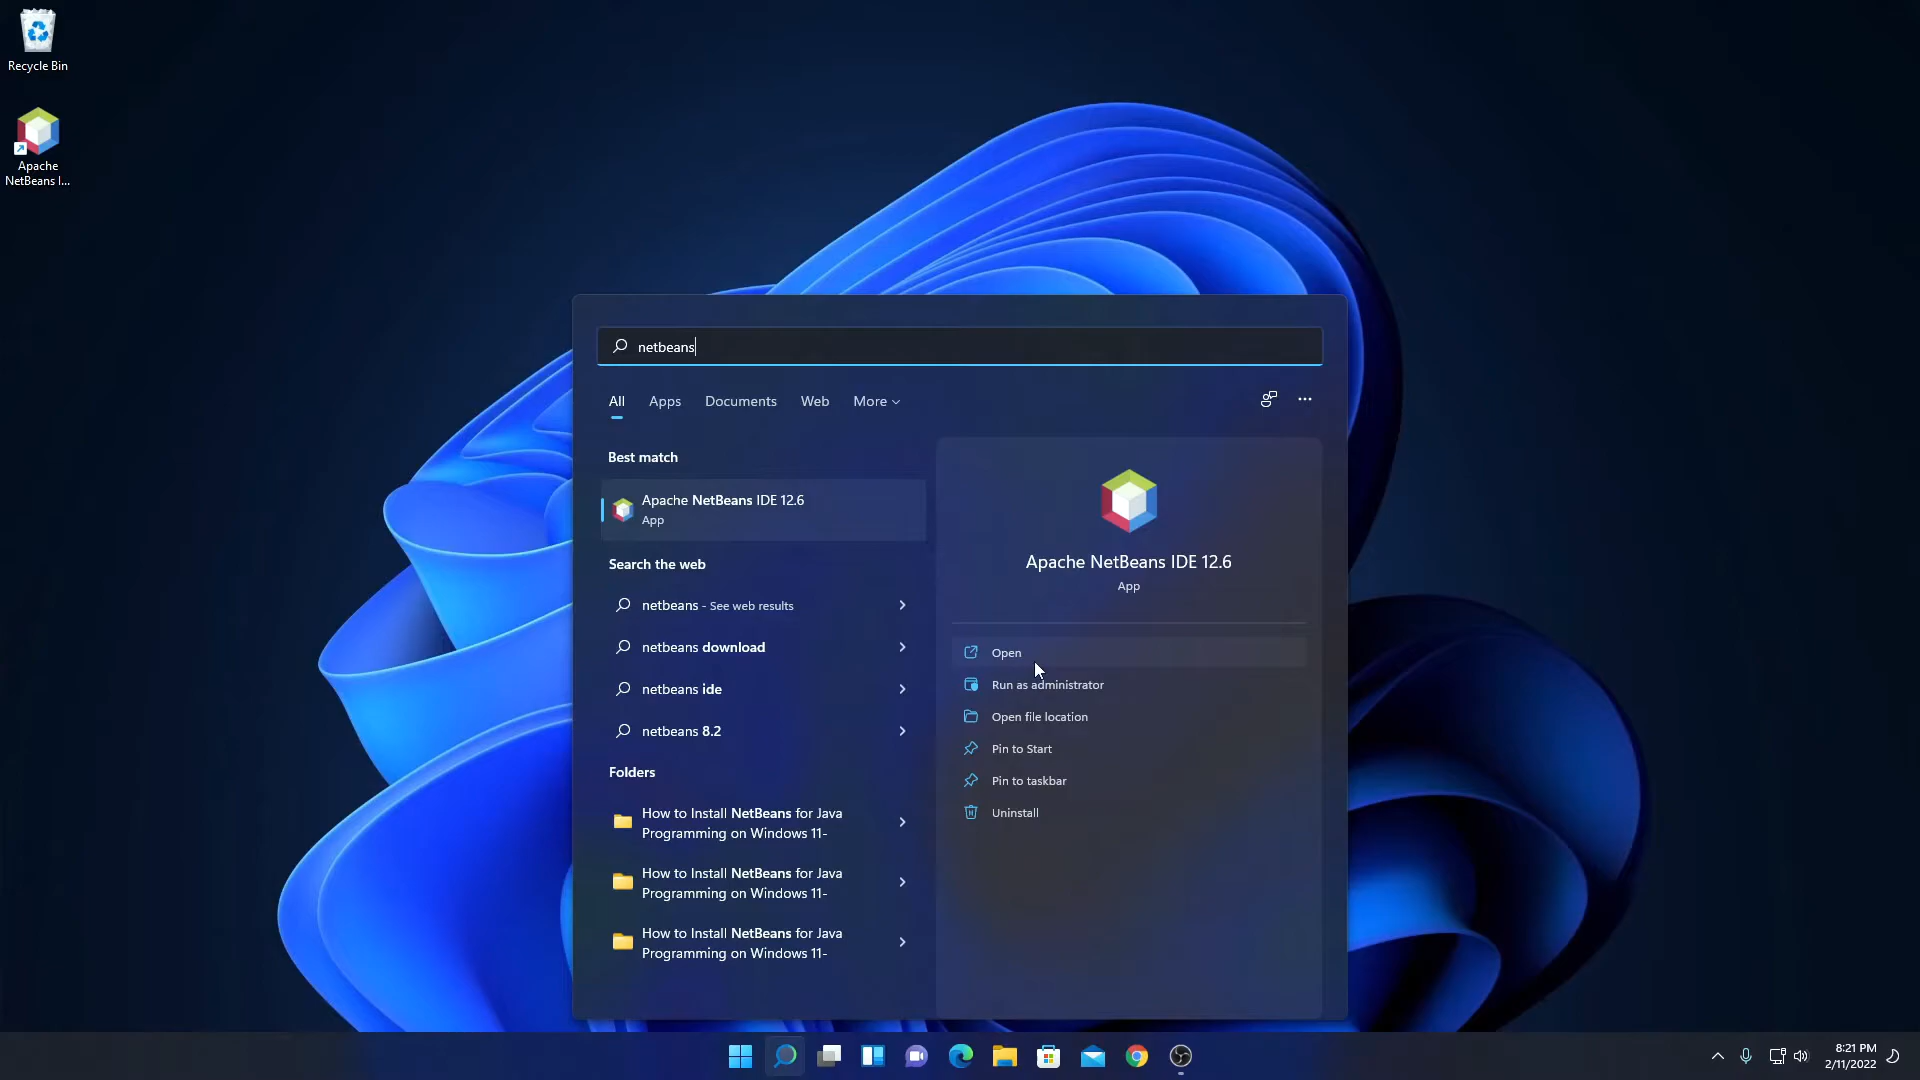 Recycle Bin
Apache
NetBeans I...
netbeans
All
Apps
Documents
Web
More
Best match
Apache NetBeans IDE 12.6
App
Search the web
netbeans - See web results
netbeans download
netbeans ide
netbeans 8.2
Folders
How to Install NetBeans for Java
Programming on Windows 11-
How to Install NetBeans for Java
Programming on Windows 11-
How to Install NetBeans for Java
Programming on Windows 11-
Apache NetBeans IDE 12.6
App
Open
Run as administrator
Open file location
Pin to Start
Pin to taskbar
Uninstall
8:21 PM
2/11/2022